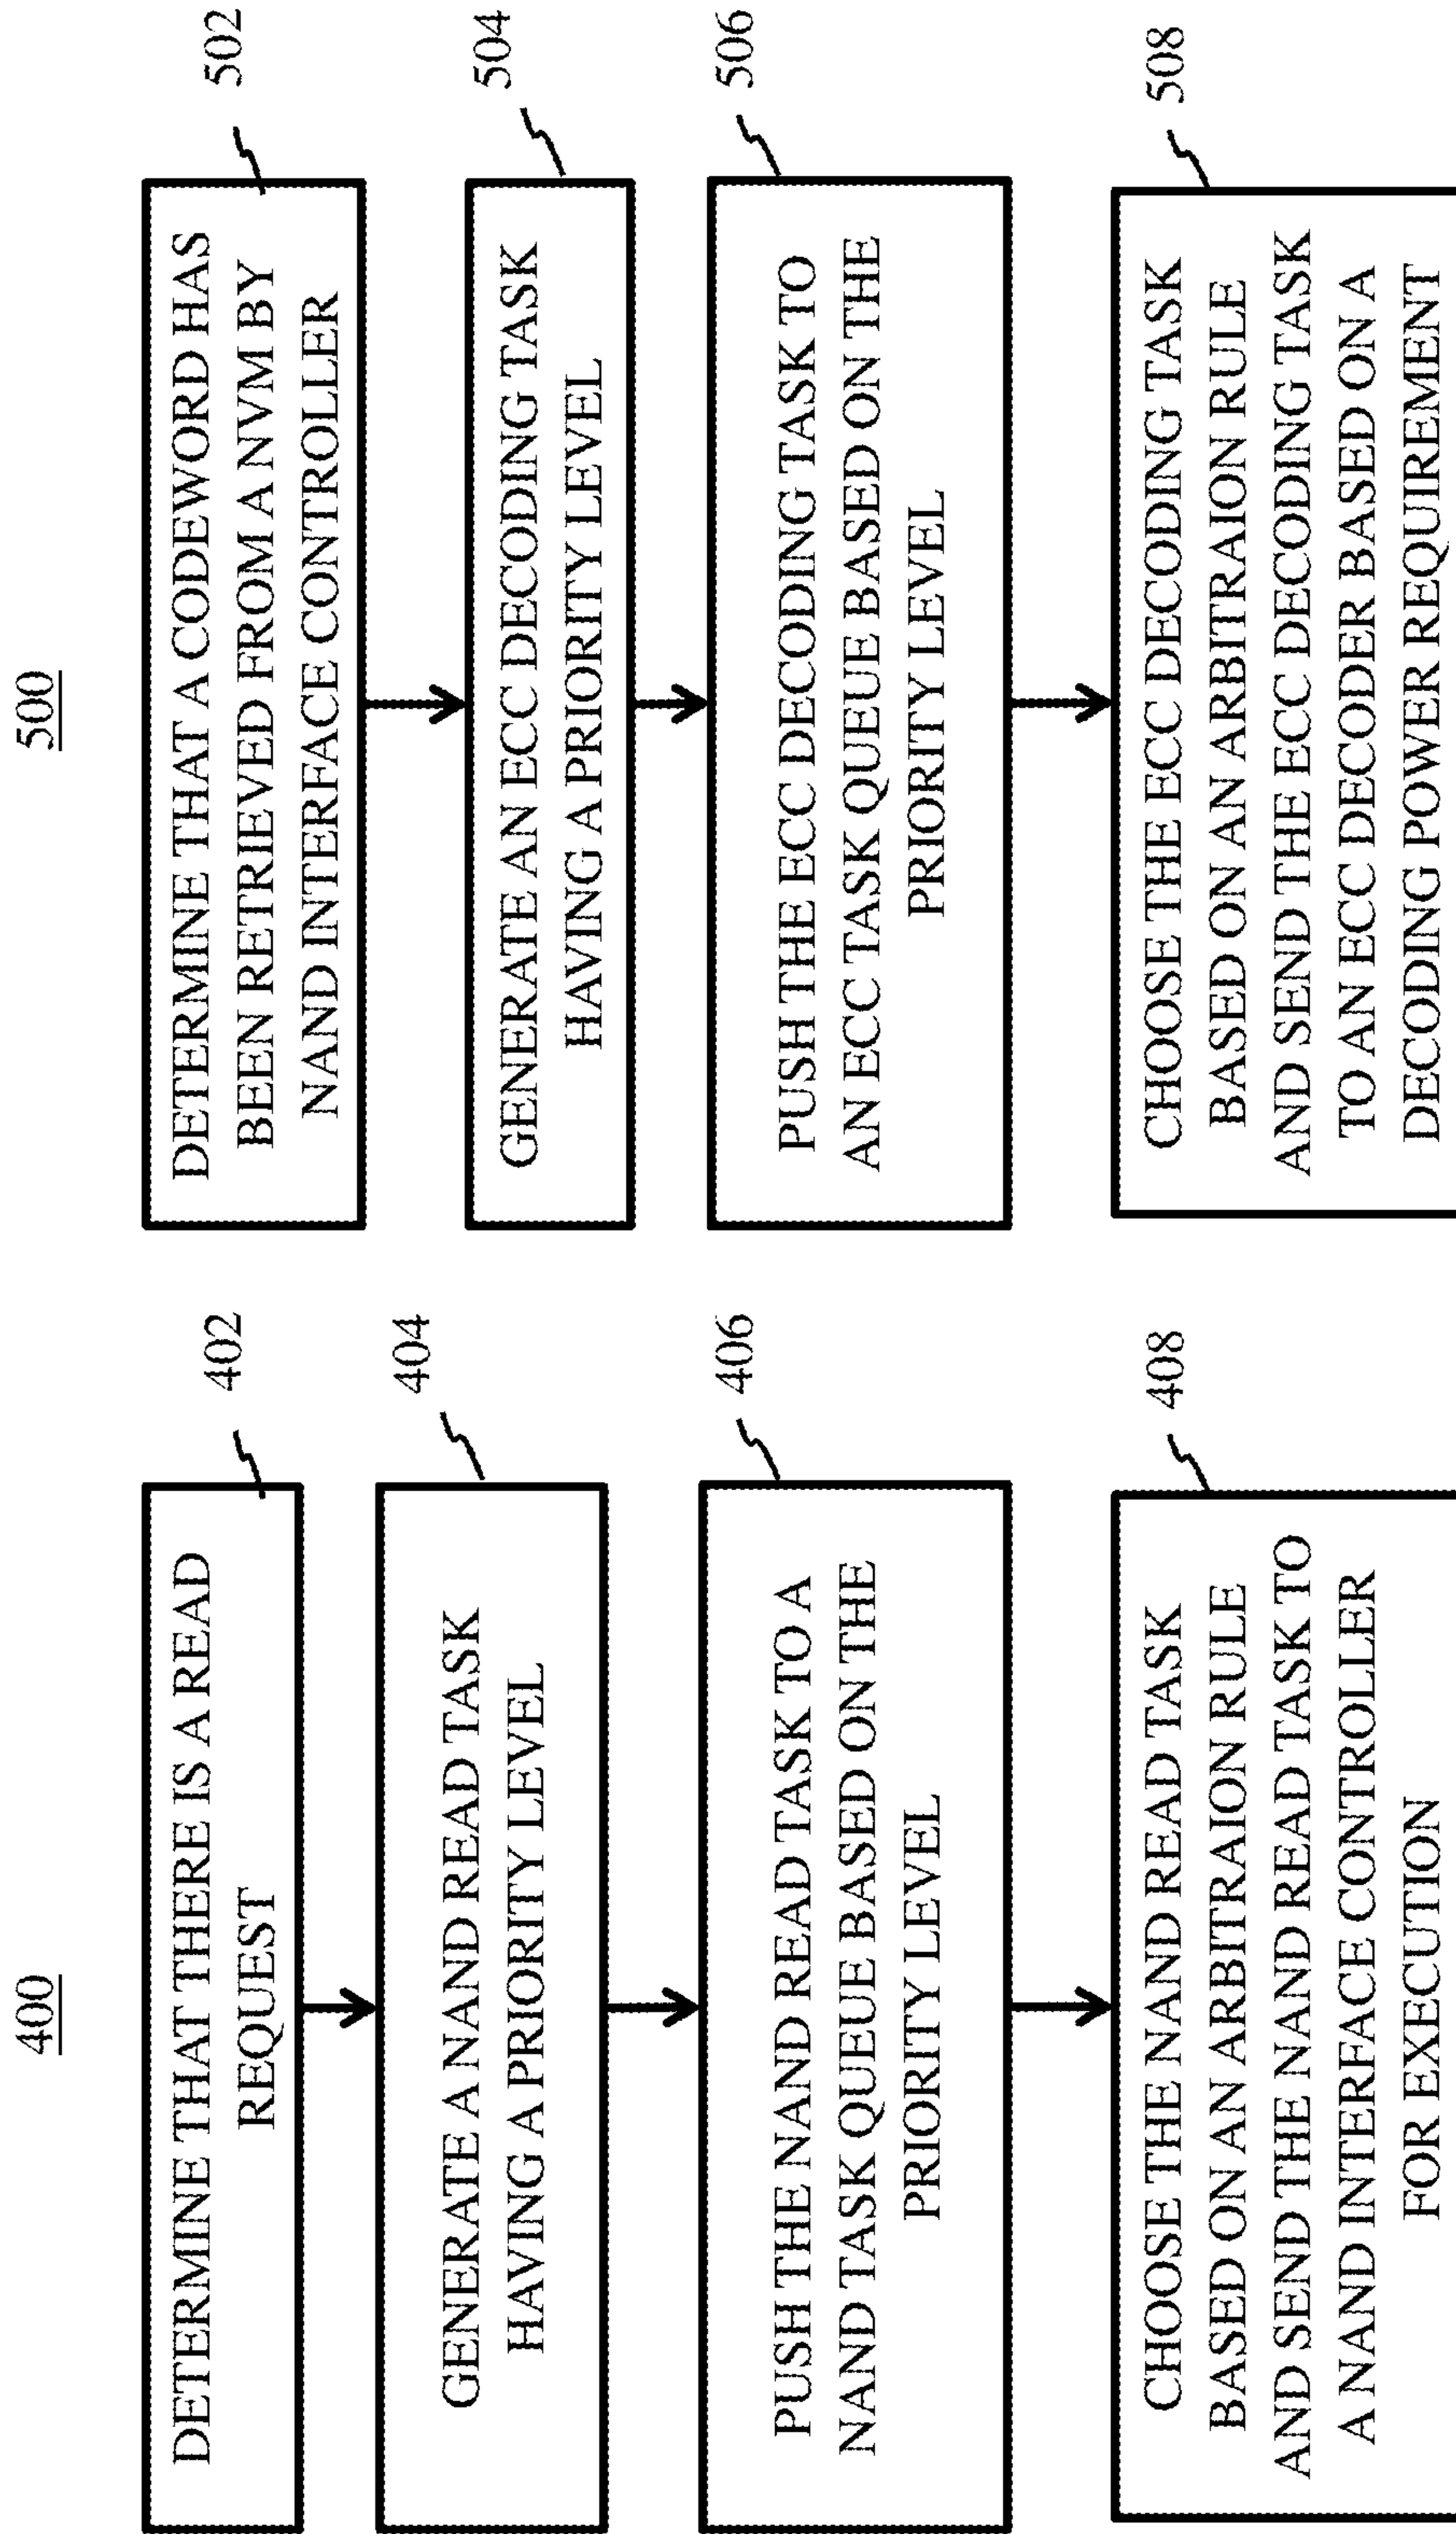 400
DETERMINE THAT THERE IS A READ
REQUEST
402
GENERATE A NAND READ TASK
HAVING A PRIORITY LEVEL
404
PUSH THE NAND READ TASK TO A
NAND TASK QUEUE BASED ON THE
PRIORITY LEVEL
406
CHOOSE THE NAND READ TASK
BASED ON AN ARBITRAION RULE
AND SEND THE NAND READ TASK TO
A NAND INTERFACE CONTROLLER
FOR EXECUTION
408
500
DETERMINE THAT A CODEWORD HAS
BEEN RETRIEVED FROM A NVM BY
NAND INTERFACE CONTROLLER
502
GENERATE AN ECC DECODING TASK
HAVING A PRIORITY LEVEL
504
PUSH THE ECC DECODING TASK TO
AN ECC TASK QUEUE BASED ON THE
PRIORITY LEVEL
506
CHOOSE THE ECC DECODING TASK
BASED ON AN ARBITRAION RULE
AND SEND THE ECC DECODING TASK
TO AN ECC DECODER BASED ON A
DECODING POWER REQUIREMENT
508